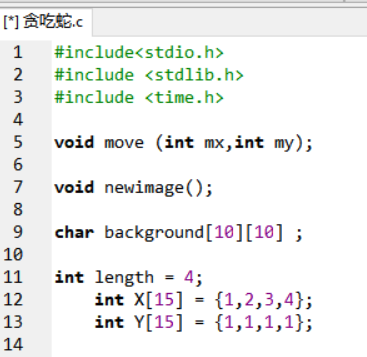 [*] 贪吃蛇.c
1 #include<stdio.h>
2 #include <stdlib.h>
3 #include <time.h>
4
5 void move (int mx,int my);
6
7 void newimage();
8
9 char background[10][10] ;
10
11 int length = 4;
12 int X[15] = {1,2,3,4};
13 int Y[15] = {1,1,1,1};
14